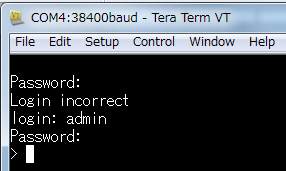 COM4:38400baud - Tera Term VT
File Edit Setup Control Window Help
Password:
Login incorrect
login: admin
Password:
>